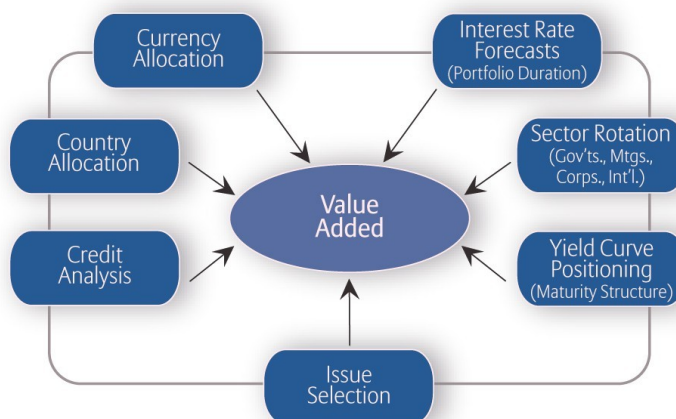 Currency
Allocation
Interest Rate
Forecasts
(Portfolio Duration)
Country
Allocation
Sector Rotation
(Gov'ts., Mtgs.,
Corps., Int'l.)
Value
Added
Credit
Analysis
Yield Curve
Positioning
(Maturity Structure)
Issue
Selection